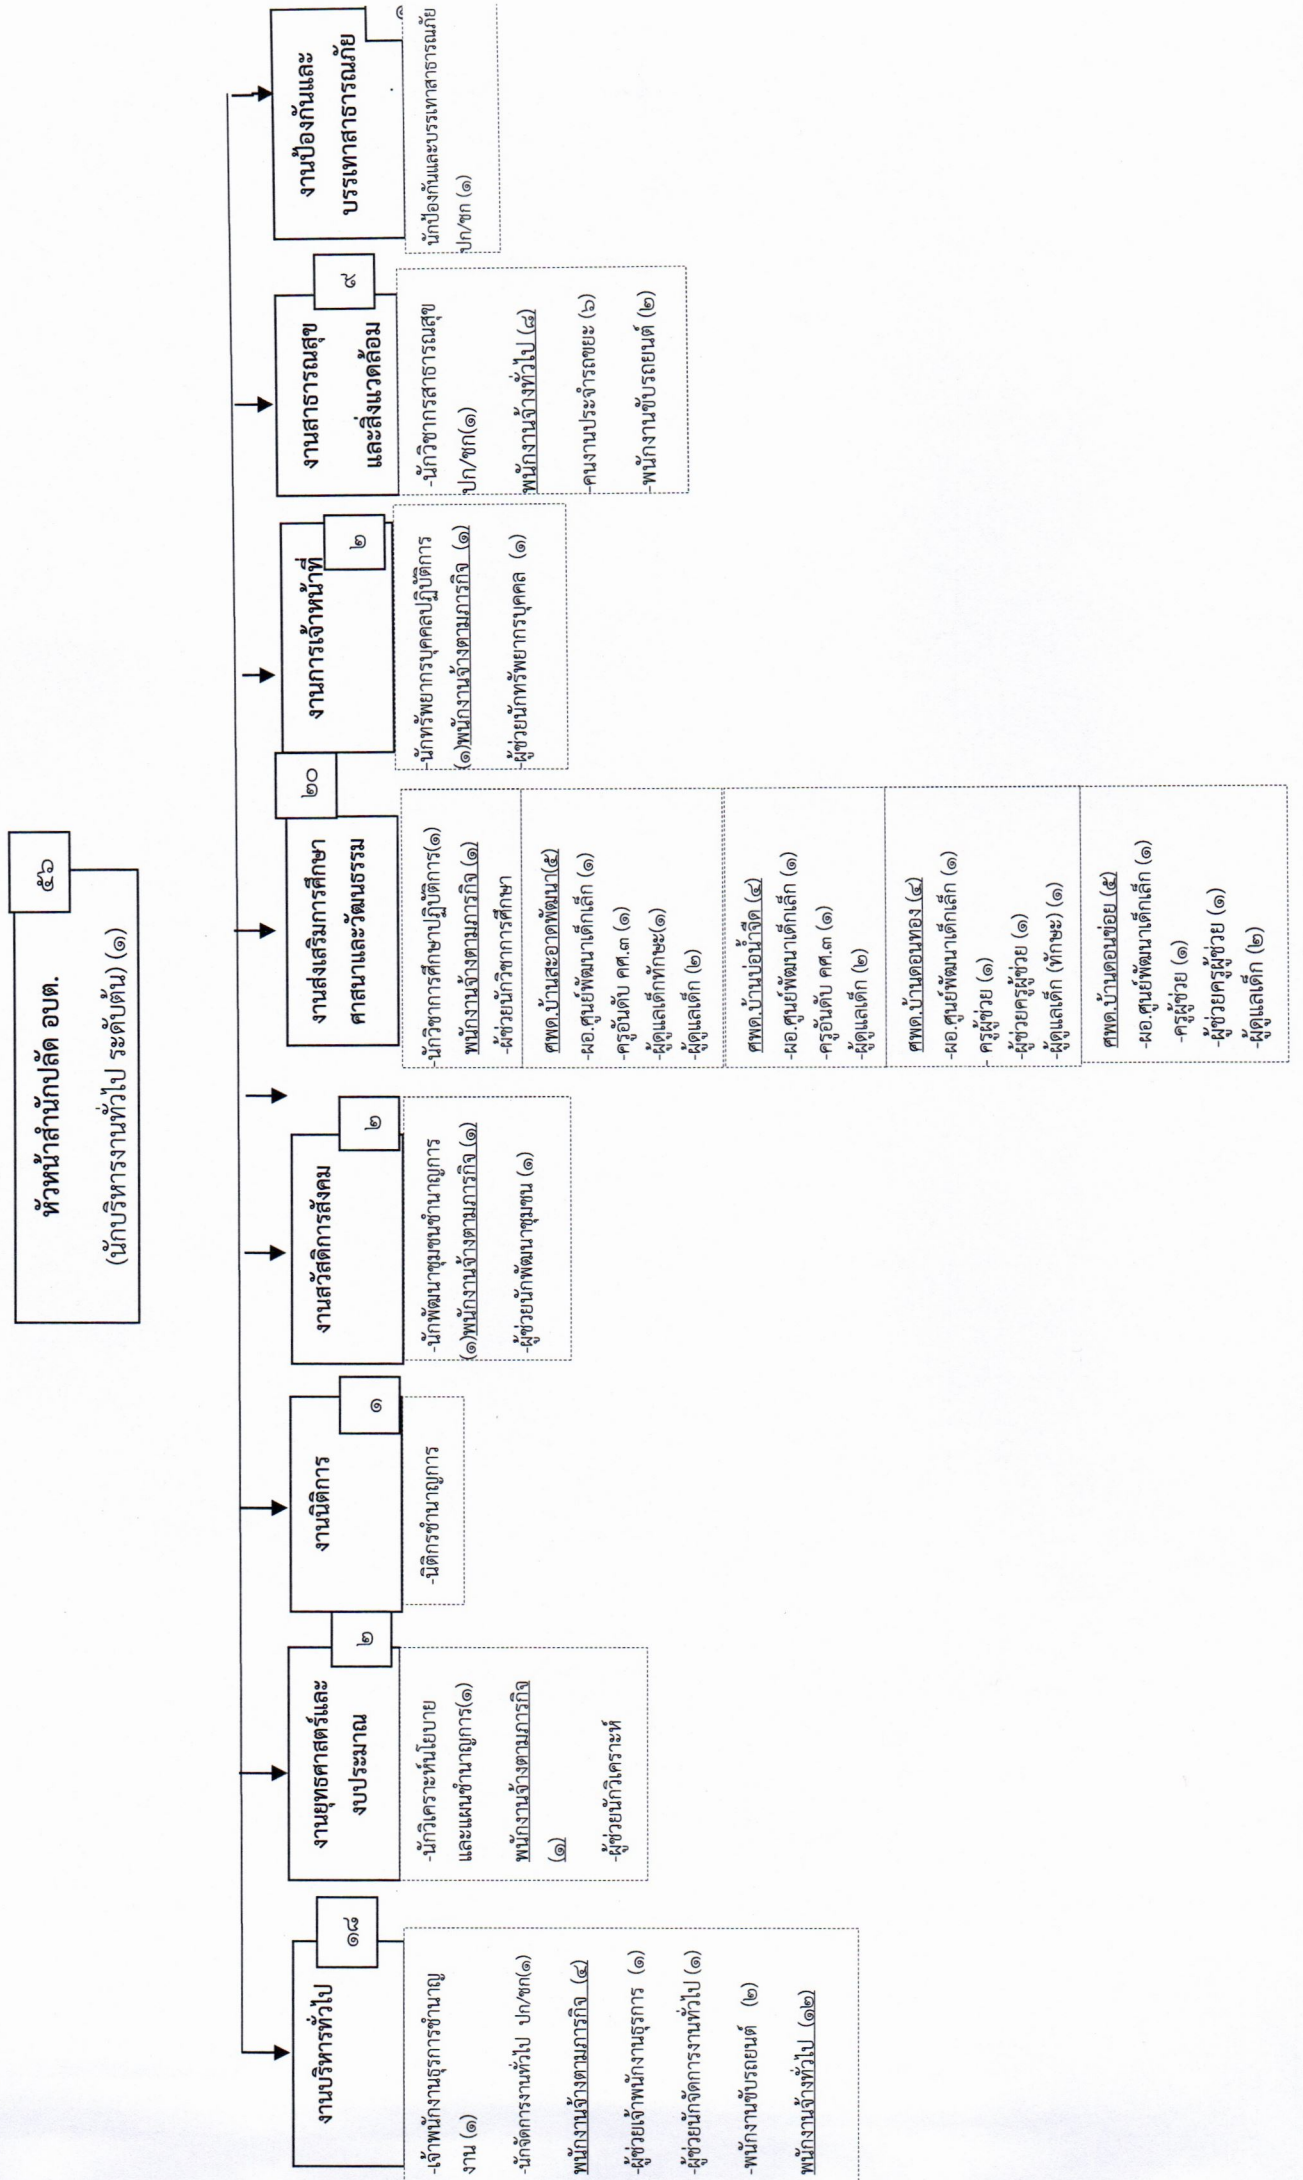 หัวหน้าสำนักปลัด อบต.
(นักบริหารงานทั่วไป ระดับต้น) (๑)
๕๖
งานบริหารทั่วไป
๑๘
-เจ้าพนักงานธุรการชำนาญ
งาน (๑)
-นักจัดการงานทั่วไป ปก/ชก(๑)
พนักงานจ้างตามภารกิจ (๔)
-ผู้ช่วยเจ้าพนักงานธุรการ (๑)
-ผู้ช่วยนักจัดการงานทั่วไป (๑)
-พนักงานขับรถยนต์ (๒)
พนักงานจ้างทั่วไป (๑๒)
งานยุทธศาสตร์และ
งบประมาณ
๒
-นักวิเคราะห์นโยบาย
และแผนชำนาญการ(๑)
พนักงานจ้างตามภารกิจ
(๑)
-ผู้ช่วยนักวิเคราะห์
งานนิติการ
๑
-นิติกรชำนาญการ
งานสวัสดิการสังคม
๒
-นักพัฒนาชุมชนชำนาญการ
(๑)พนักงานจ้างตามภารกิจ (๑)
-ผู้ช่วยนักพัฒนาชุมชน (๑)
งานส่งเสริมการศึกษา
ศาสนาและวัฒนธรรม
๒๐
-นักวิชาการศึกษาปฏิบัติการ(๑)
พนักงานจ้างตามภารกิจ (๑)
-ผู้ช่วยนักวิชาการศึกษา
ศพด.บ้านสะอาดพัฒนา(๕)
-ผอ.ศูนย์พัฒนาเด็กเล็ก (๑)
-ครูอันดับ คศ.๓ (๑)
-ผู้ดูแลเด็กทักษะ(๑)
-ผู้ดูแลเด็ก (๒)
ศพด.บ้านบ่อน้ำจืด (๔)
-ผอ.ศูนย์พัฒนาเด็กเล็ก (๑)
-ครูอันดับ คศ.๓ (๑)
-ผู้ดูแลเด็ก (๒)
ศพด.บ้านดอนทอง (๔)
-ผอ.ศูนย์พัฒนาเด็กเล็ก (๑)
- ครูผู้ช่วย (๑)
-ผู้ช่วยครูผู้ช่วย (๑)
-ผู้ดูแลเด็ก (ทักษะ) (๑)
ศพด.บ้านดอนข่อย (๕)
-ผอ.ศูนย์พัฒนาเด็กเล็ก (๑)
-ครูผู้ช่วย (๑)
-ผู้ช่วยครูผู้ช่วย (๑)
-ผู้ดูแลเด็ก (๒)
งานการเจ้าหน้าที่
๒
-นักทรัพยากรบุคคลปฏิบัติการ
(๑)พนักงานจ้างตามภารกิจ (๑)
-ผู้ช่วยนักทรัพยากรบุคคล (๑)
งานสาธารณสุข
และสิ่งแวดล้อม
๙
-นักวิชาการสาธารณสุข
ปก/ชก(๑)
พนักงานจ้างทั่วไป (๘)
-คนงานประจำรถขยะ (๖)
-พนักงานขับรถยนต์ (๒)
งานป้องกันและ
บรรเทาสาธารณภัย
นักป้องกันและบรรเทาสาธารณภัย
ปก/ชก (๑)